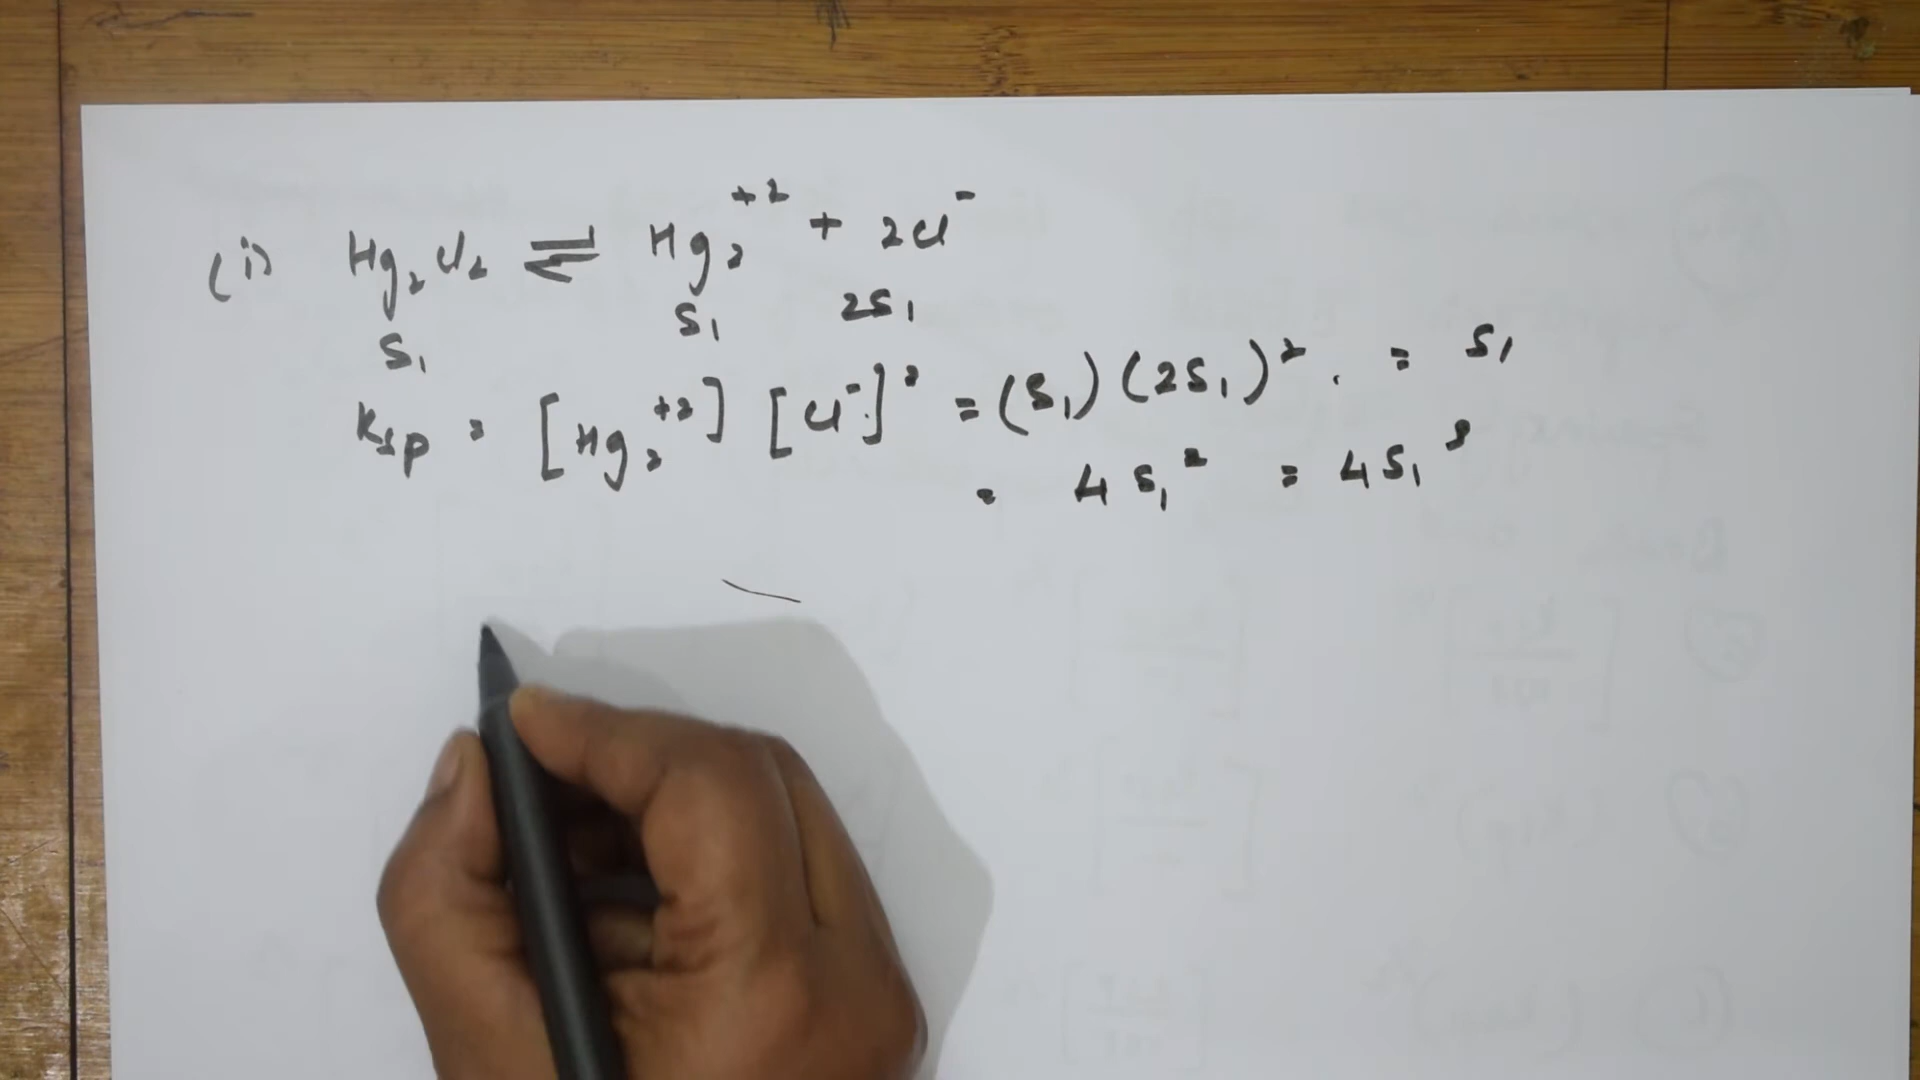 (i) Hg₂Cl₂ ⇌ Hg₂⁺² + 2Cl⁻
S₁ S₁ 2S₁
Ksp = [Hg₂⁺²] [Cl⁻]² = (S₁) (2S₁)² . = S₁
= 4S₁² = 4S₁³